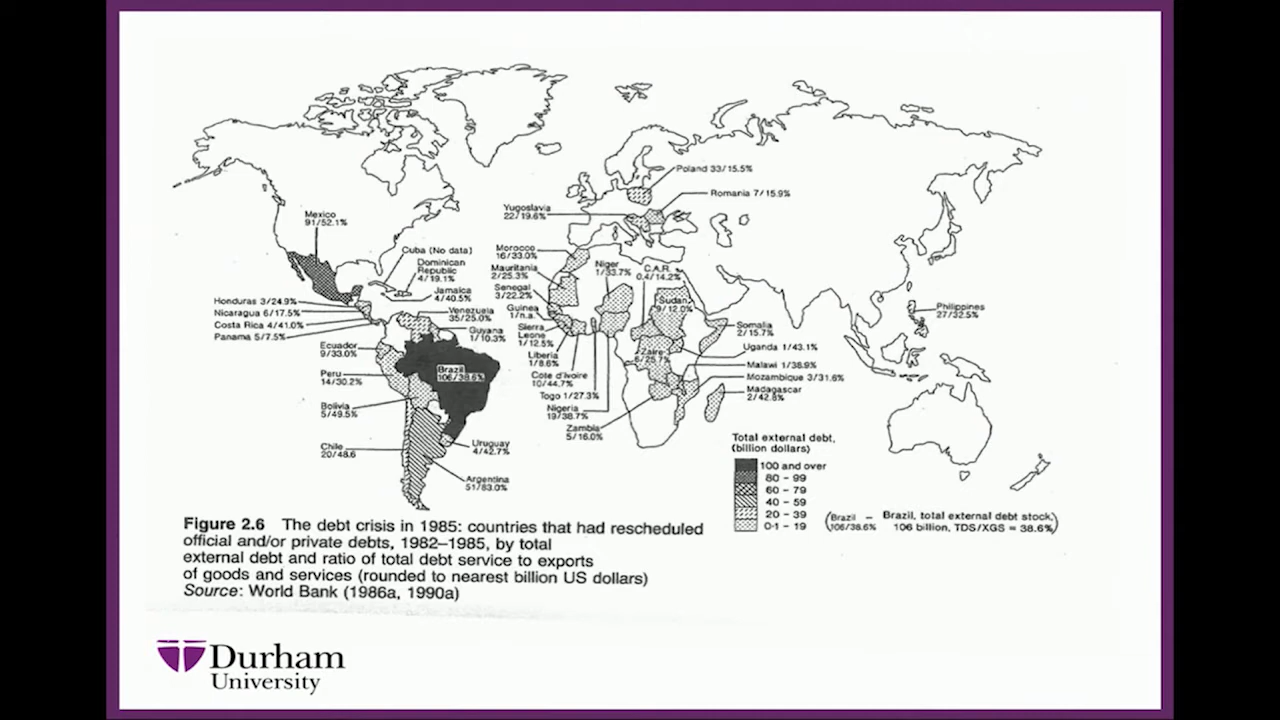 Poland 33/15.5%
Romania 7/15.9%
Yugoslavia
22/19.6%
Mexico
91/52.1%
Cuba (No data)
Dominican
Republic
4/19.1%
Jamaica
4/40.5%
Honduras 3/24.9%
Nicaragua 6/17.5%
Costa Rica 4/41.0%
Panama 5/7.5%
Venezuela
35/25.0%
Guyana
1/10.3%
Ecuador
9/33.0%
Peru
14/30.2%
Bolivia
5/49.5%
Chile
20/48.6
Brazil
106/38.6%
Uruguay
4/42.7%
Argentina
51/83.0%
Morocco
16/33.0%
Mauritania
2/25.3%
Senegal
3/22.2%
Guinea
1/n.a.
Sierra
Leone
1/12.5%
Liberia
1/8.6%
Cote d'Ivoire
10/44.7%
Togo 1/27.3%
Nigeria
19/38.7%
Zambia
5/16.0%
Niger
1/33.7%
C.A.R.
0.4/14.2%
Sudan
9/12.0%
Zaire
6/25.7%
Somalia
2/15.7%
Uganda 1/43.1%
Malawi 1/38.9%
Mozambique 3/31.6%
Madagascar
2/42.8%
Philippines
27/32.5%
Total external debt,
(billion dollars)
100 and over
80 – 99
60 – 79
40 – 59
20 – 39
0·1 – 19
(Brazil – Brazil, total external debt stock,
106/38.6% 106 billion, TDS/XGS = 38.6%)
Figure 2.6 The debt crisis in 1985: countries that had rescheduled
official and/or private debts, 1982–1985, by total
external debt and ratio of total debt service to exports
of goods and services (rounded to nearest billion US dollars)
Source: World Bank (1986a, 1990a)
Durham
University